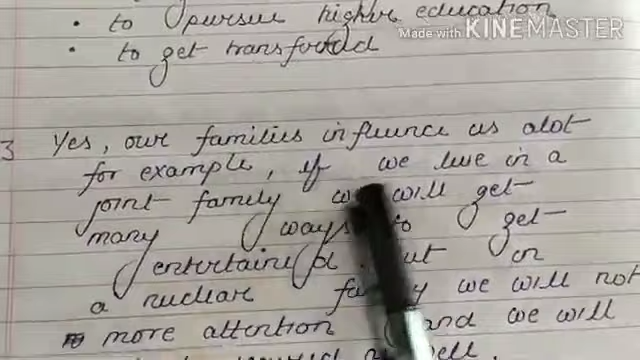 • to pursue higher education
Made with KINEMASTER
• to get transferred
3 Yes, our families influence us alot
for example, if we live in a
joint family we will get
many ways to get
entertained. But in
a nuclear family we will not
more attention and we will
well.